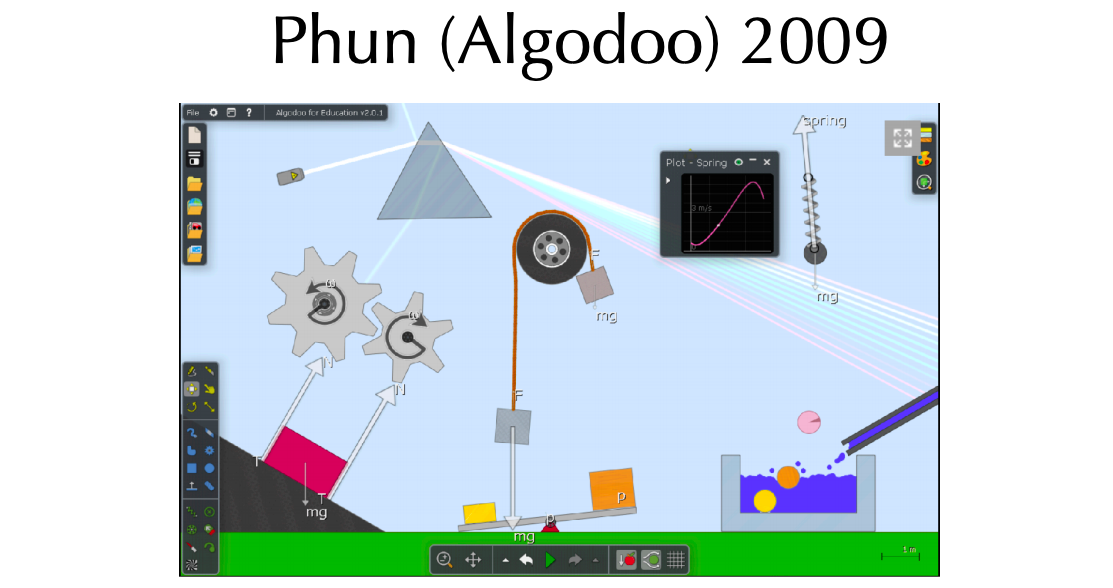 Phun (Algodoo) 2009
File ? Algodoo for Education v2.0.1
spring
Plot - Spring
3 m/s
0
ω
ω
F
mg
mg
N
N
F
T
T
mg
p
p
mg
1 m